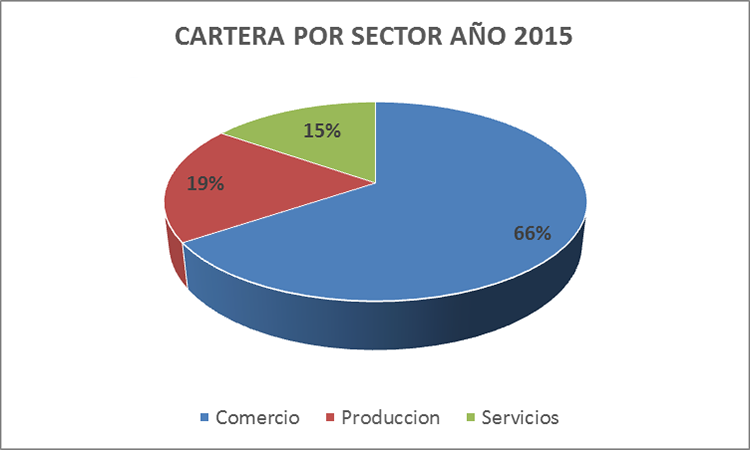 CARTERA POR SECTOR AÑO 2015
15%
19%
66%
Comercio Produccion Servicios